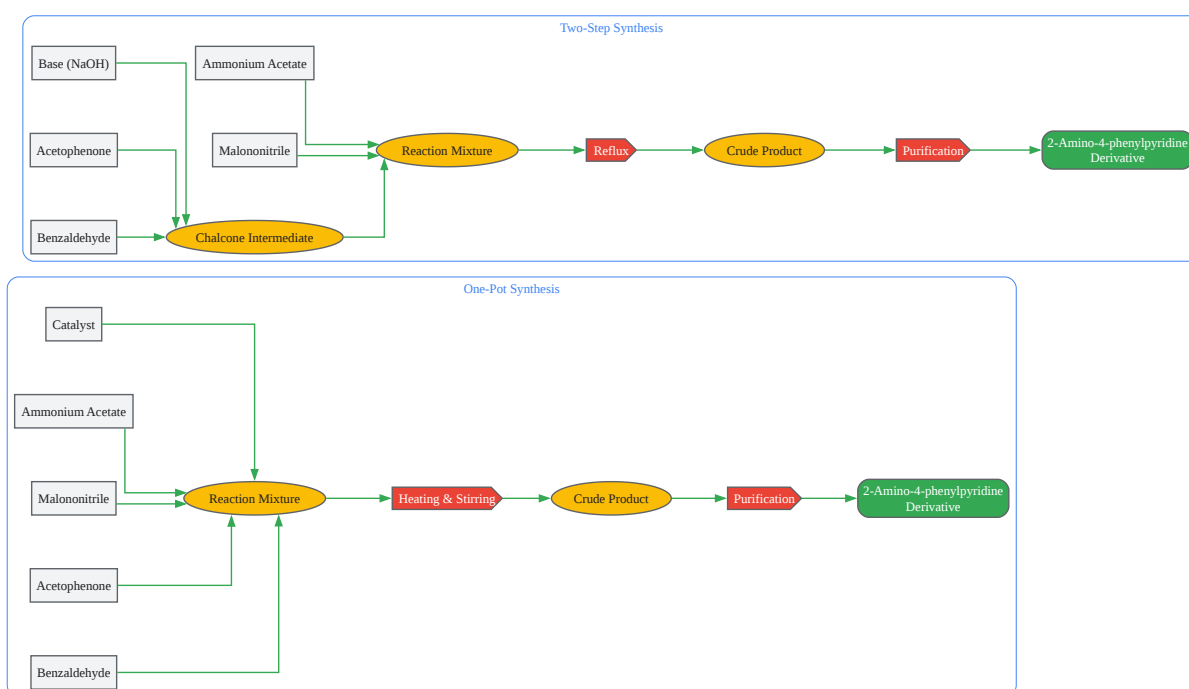 Two-Step Synthesis
Base (NaOH)
Ammonium Acetate
Acetophenone
Malononitrile
Reaction Mixture
Reflux
Crude Product
Purification
2-Amino-4-phenylpyridine
Derivative
Benzaldehyde
Chalcone Intermediate
One-Pot Synthesis
Catalyst
Ammonium Acetate
Malononitrile
Reaction Mixture
Heating & Stirring
Crude Product
Purification
2-Amino-4-phenylpyridine
Derivative
Acetophenone
Benzaldehyde